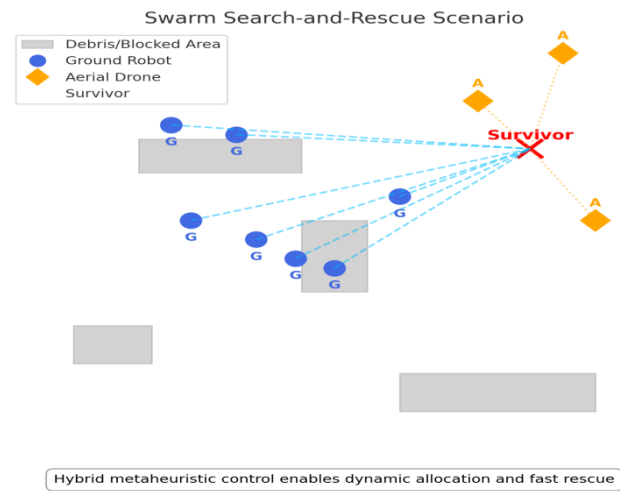 Swarm Search-and-Rescue Scenario
Debris/Blocked Area
Ground Robot
Aerial Drone
Survivor
A
A
Survivor
G
G
G
A
G
G
G
G
Hybrid metaheuristic control enables dynamic allocation and fast rescue